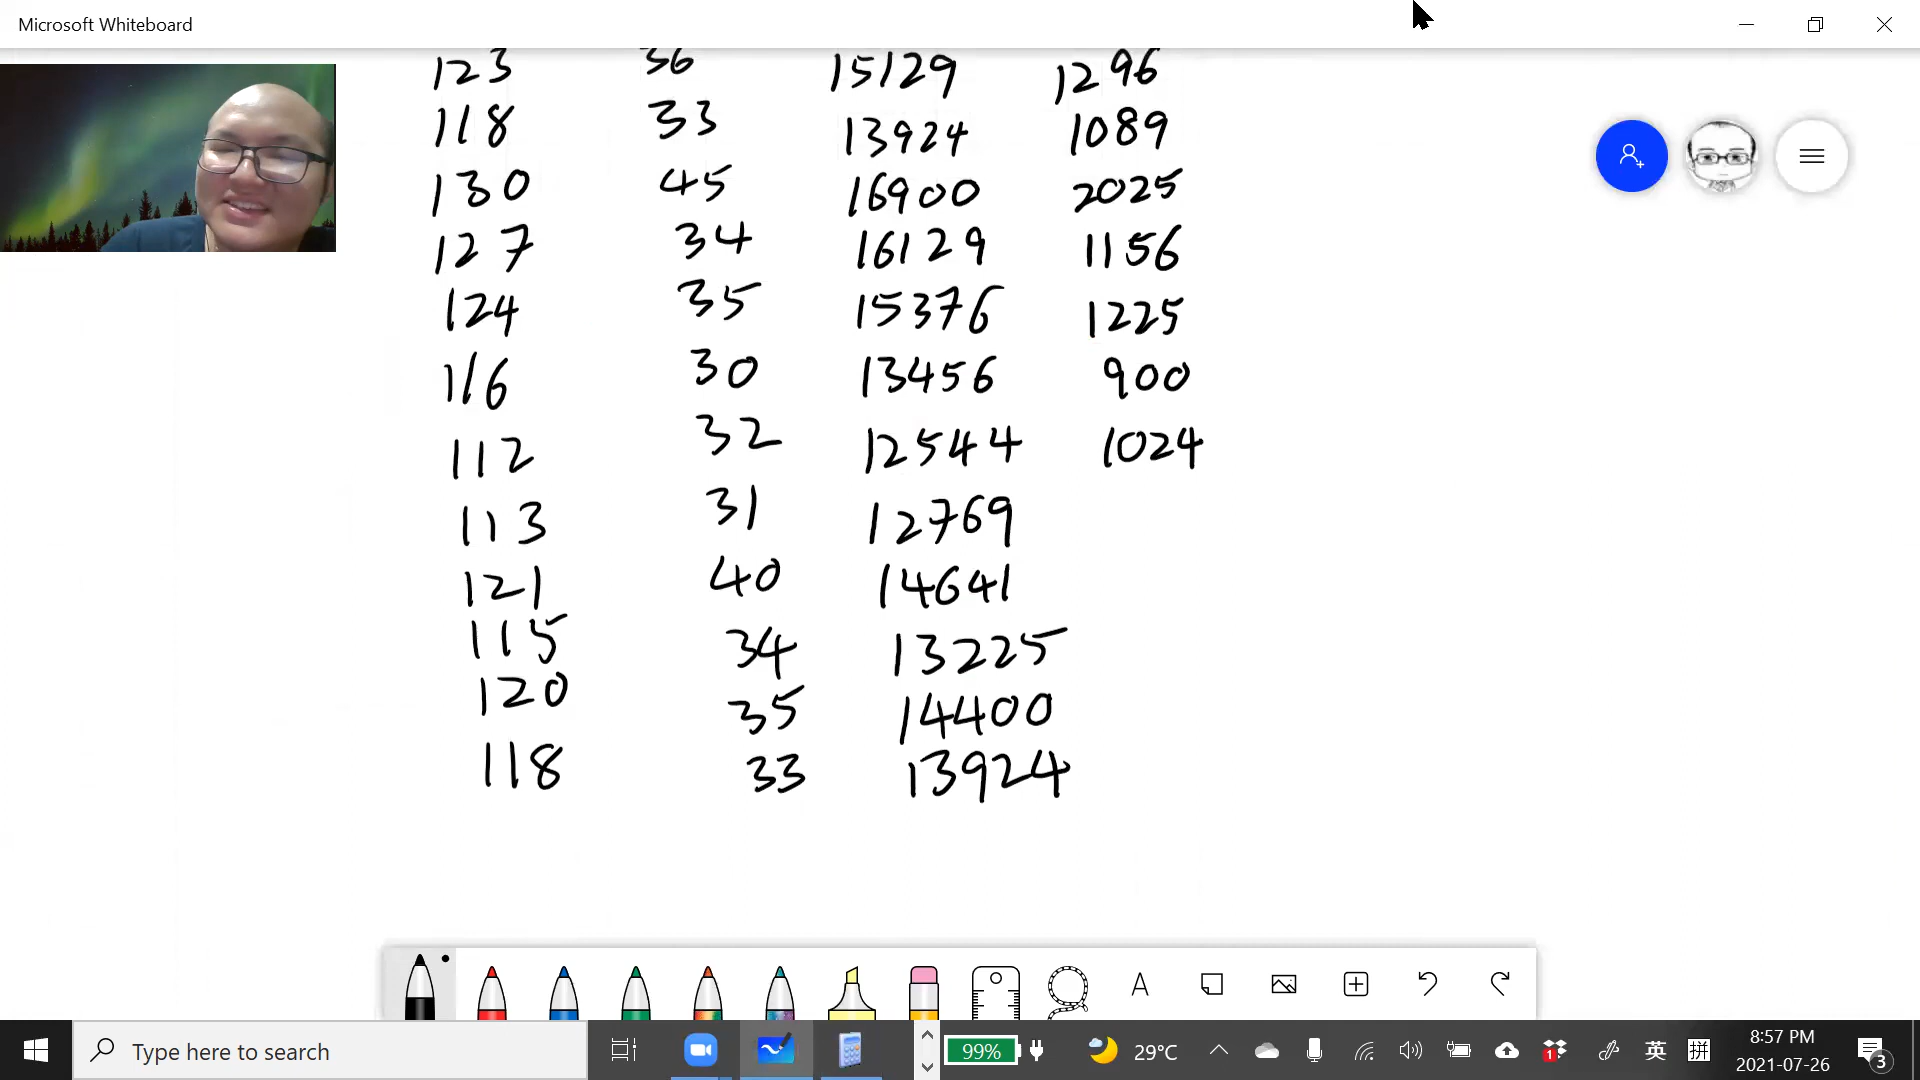 Microsoft Whiteboard
123 36 15129 1296
118 33 13924 1089
130 45 16900 2025
127 34 16129 1156
124 35 15376 1225
116 30 13456 900
112 32 12544 1024
113 31 12769
121 40 14641
115 34 13225
120 35 14400
118 33 13924
A
Type here to search
99%
29°C
1
英
拼
8:57 PM
2021-07-26
3